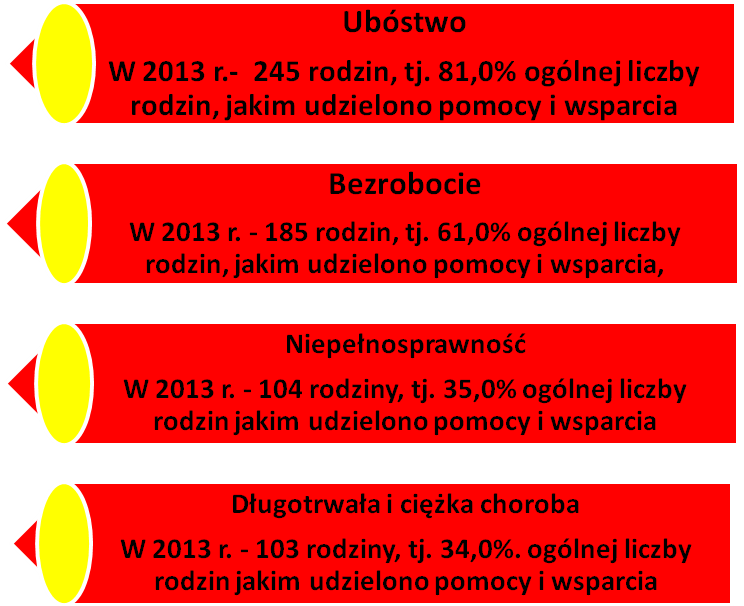 Ubóstwo
W 2013 r.- 245 rodzin, tj. 81,0% ogólnej liczby
rodzin, jakim udzielono pomocy i wsparcia
Bezrobocie
W 2013 r. - 185 rodzin, tj. 61,0% ogólnej liczby
rodzin, jakim udzielono pomocy i wsparcia,
Niepełnosprawność
W 2013 r. - 104 rodziny, tj. 35,0% ogólnej liczby
rodzin jakim udzielono pomocy i wsparcia
Długotrwała i ciężka choroba
W 2013 r. - 103 rodziny, tj. 34,0%. ogólnej liczby
rodzin jakim udzielono pomocy i wsparcia